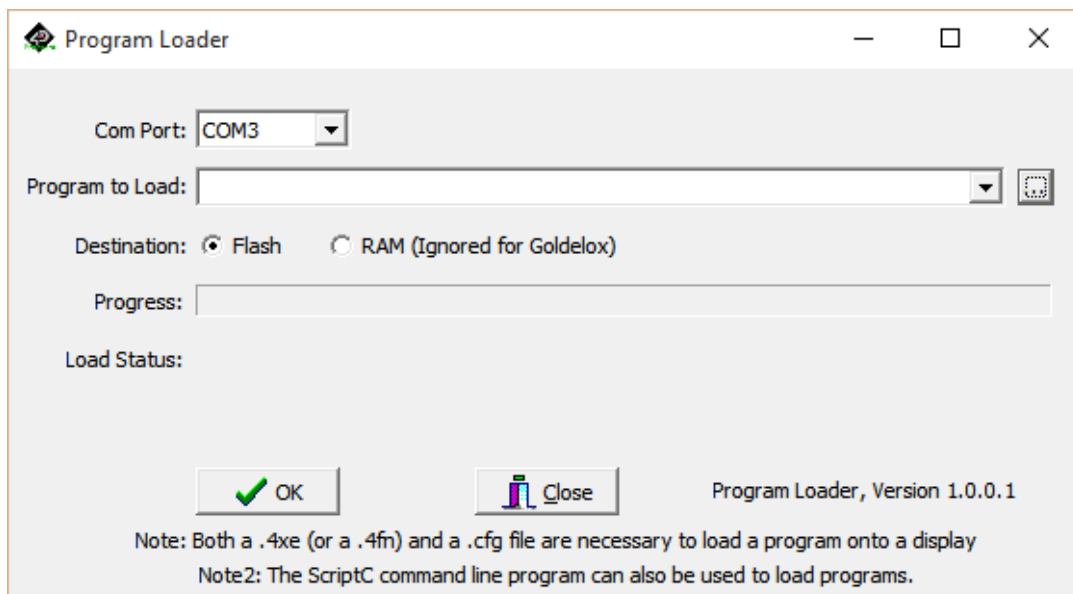 Program Loader
Com Port: COM3
Program to Load: ...
Destination: Flash RAM (Ignored for Goldelox)
Progress:
Load Status:
OK Close Program Loader, Version 1.0.0.1
Note: Both a .4xe (or a .4fn) and a .cfg file are necessary to load a program onto a display
Note2: The ScriptC command line program can also be used to load programs.